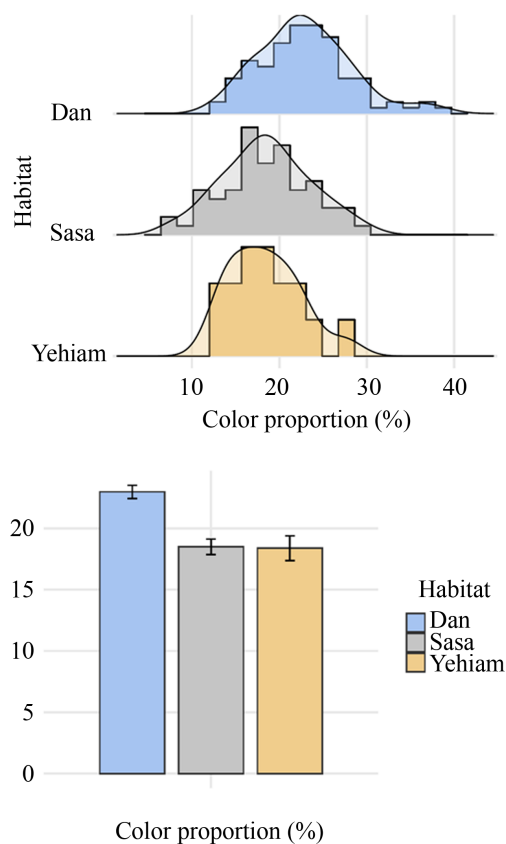 Dan
Habitat
Sasa
Yehiam
10 20 30 40
Color proportion (%)
20
15
10
5
0
Habitat
Dan
Sasa
Yehiam
Color proportion (%)